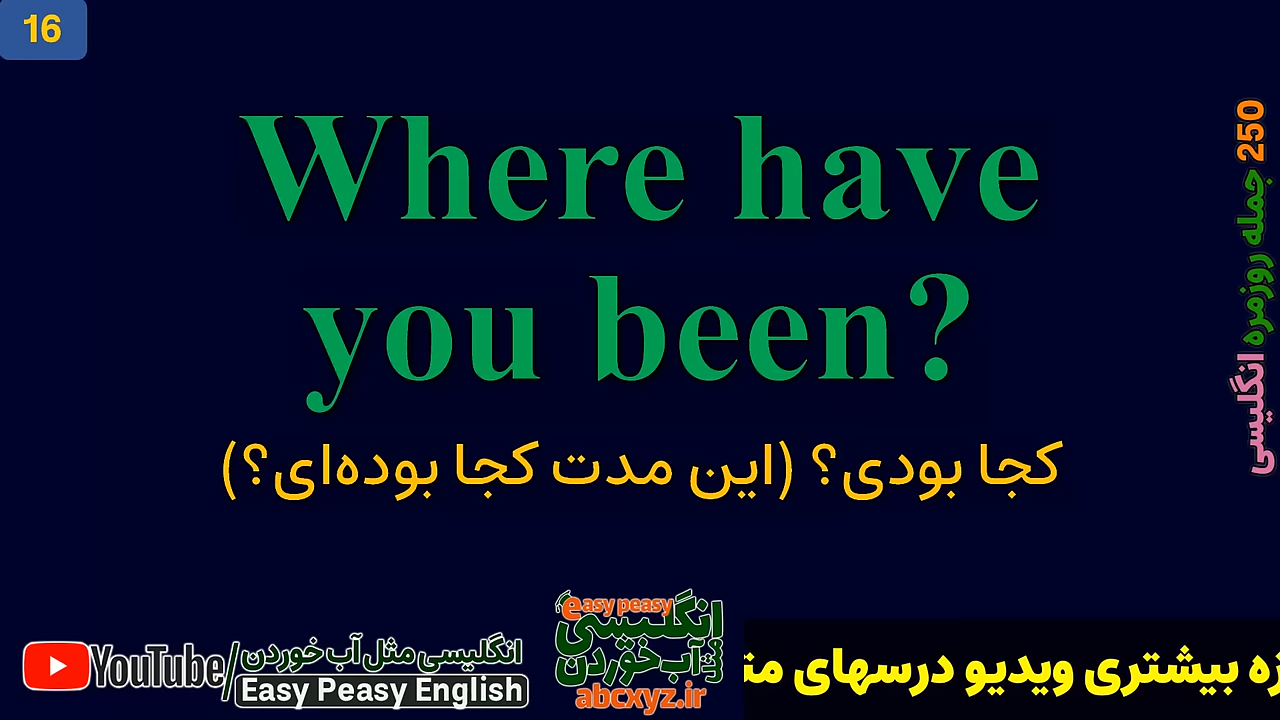 16
Where have
you been?
کجا بودی؟ (این مدت کجا بوده‌ای؟)
250 جمله روزمره انگلیسی
YouTube/
انگلیسی مثل آب خوردن
Easy Peasy English
easy peasy
انگلیسی
مثل آب خوردن
abcxyz.ir
بیشتری ویدیو درسهای